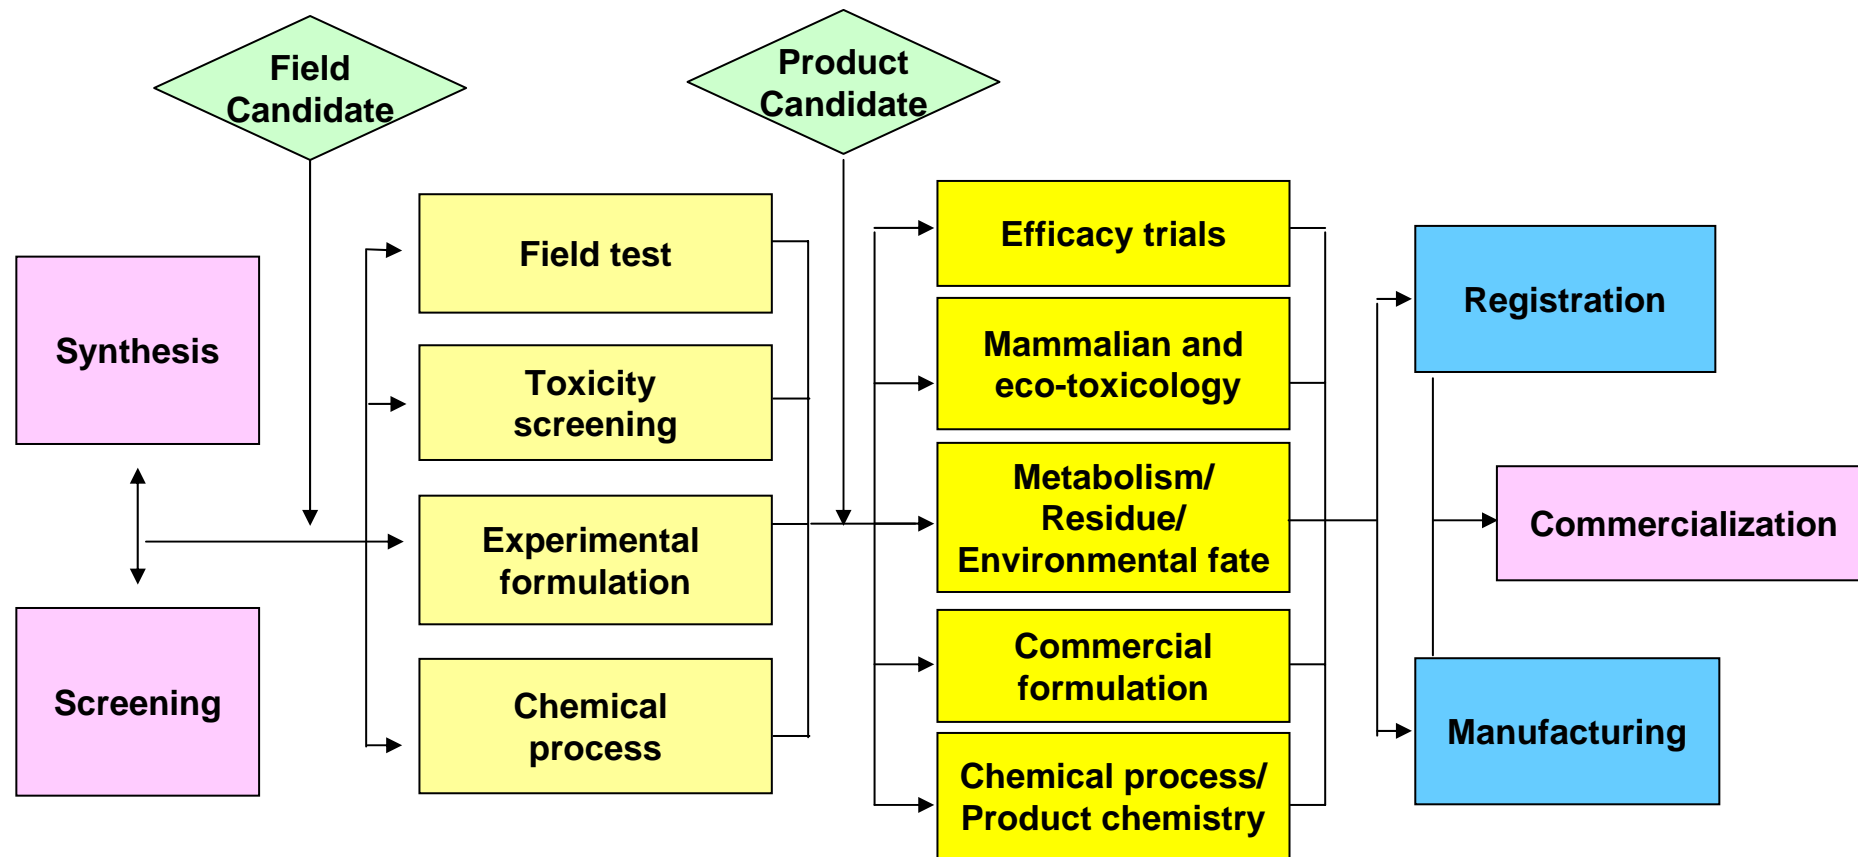 Field
Candidate
Product
Candidate
Synthesis
Screening
Field test
Toxicity
screening
Experimental
formulation
Chemical
process
Efficacy trials
Mammalian and
eco-toxicology
Metabolism/
Residue/
Environmental fate
Commercial
formulation
Chemical process/
Product chemistry
Registration
Commercialization
Manufacturing